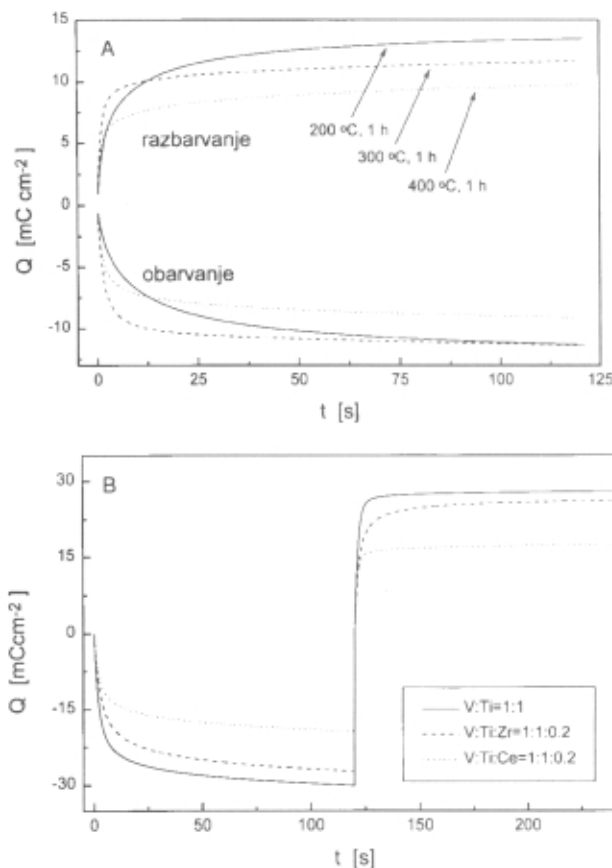 A
15
10
5
0
-5
-10
Q [mC cm-2]
razbarvanje
obarvanje
200 ºC, 1 h
300 ºC, 1 h
400 ºC, 1 h
0 25 50 75 100 125
t [s]
B
30
15
0
-15
-30
Q [mCcm-2]
V:Ti=1:1
V:Ti:Zr=1:1:0.2
V:Ti:Ce=1:1:0.2
0 50 100 150 200
t [s]